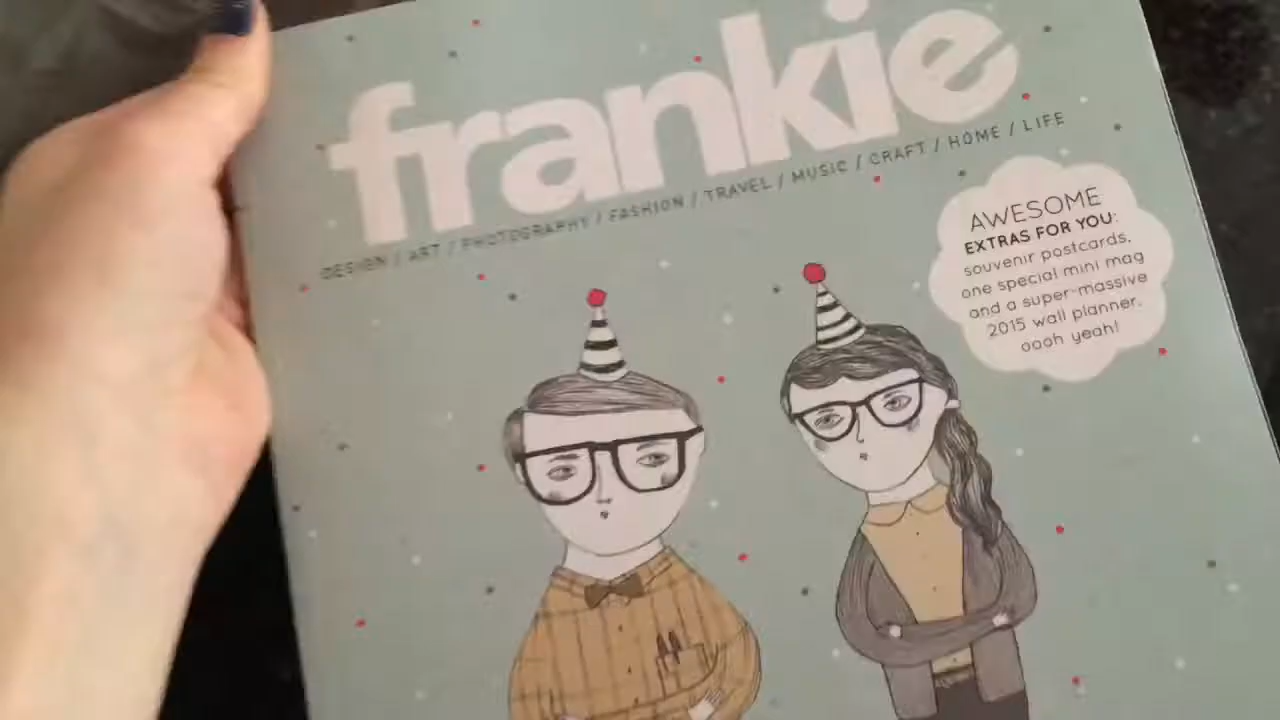 frankie
DESIGN / ART / PHOTOGRAPHY / FASHION / TRAVEL / MUSIC / CRAFT / HOME / LIFE
AWESOME
EXTRAS FOR YOU:
souvenir postcards,
one special mini mag
and a super-massive
2015 wall planner.
oooh yeah!